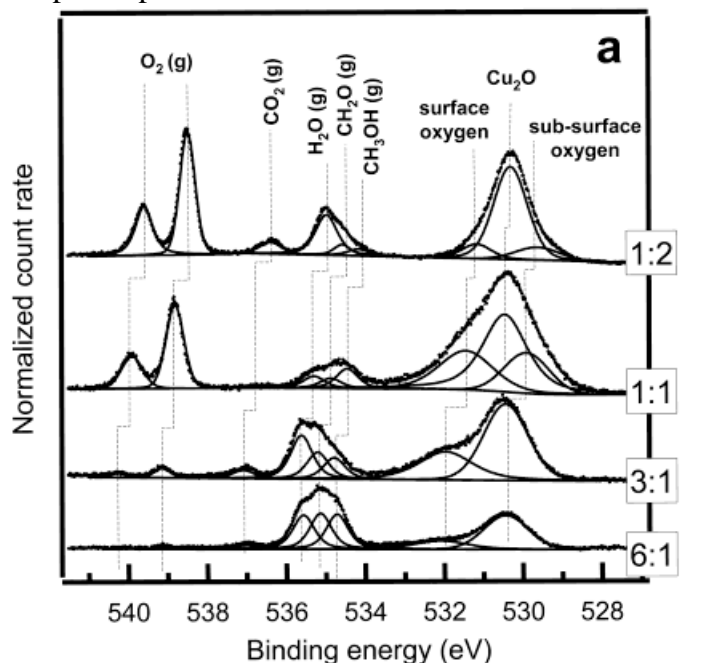 a
O₂ (g)
CO₂ (g)
H₂O (g)
CH₂O (g)
CH₃OH (g)
surface
oxygen
Cu₂O
sub-surface
oxygen
1:2
1:1
3:1
6:1
Normalized count rate
540 538 536 534 532 530 528
Binding energy (eV)